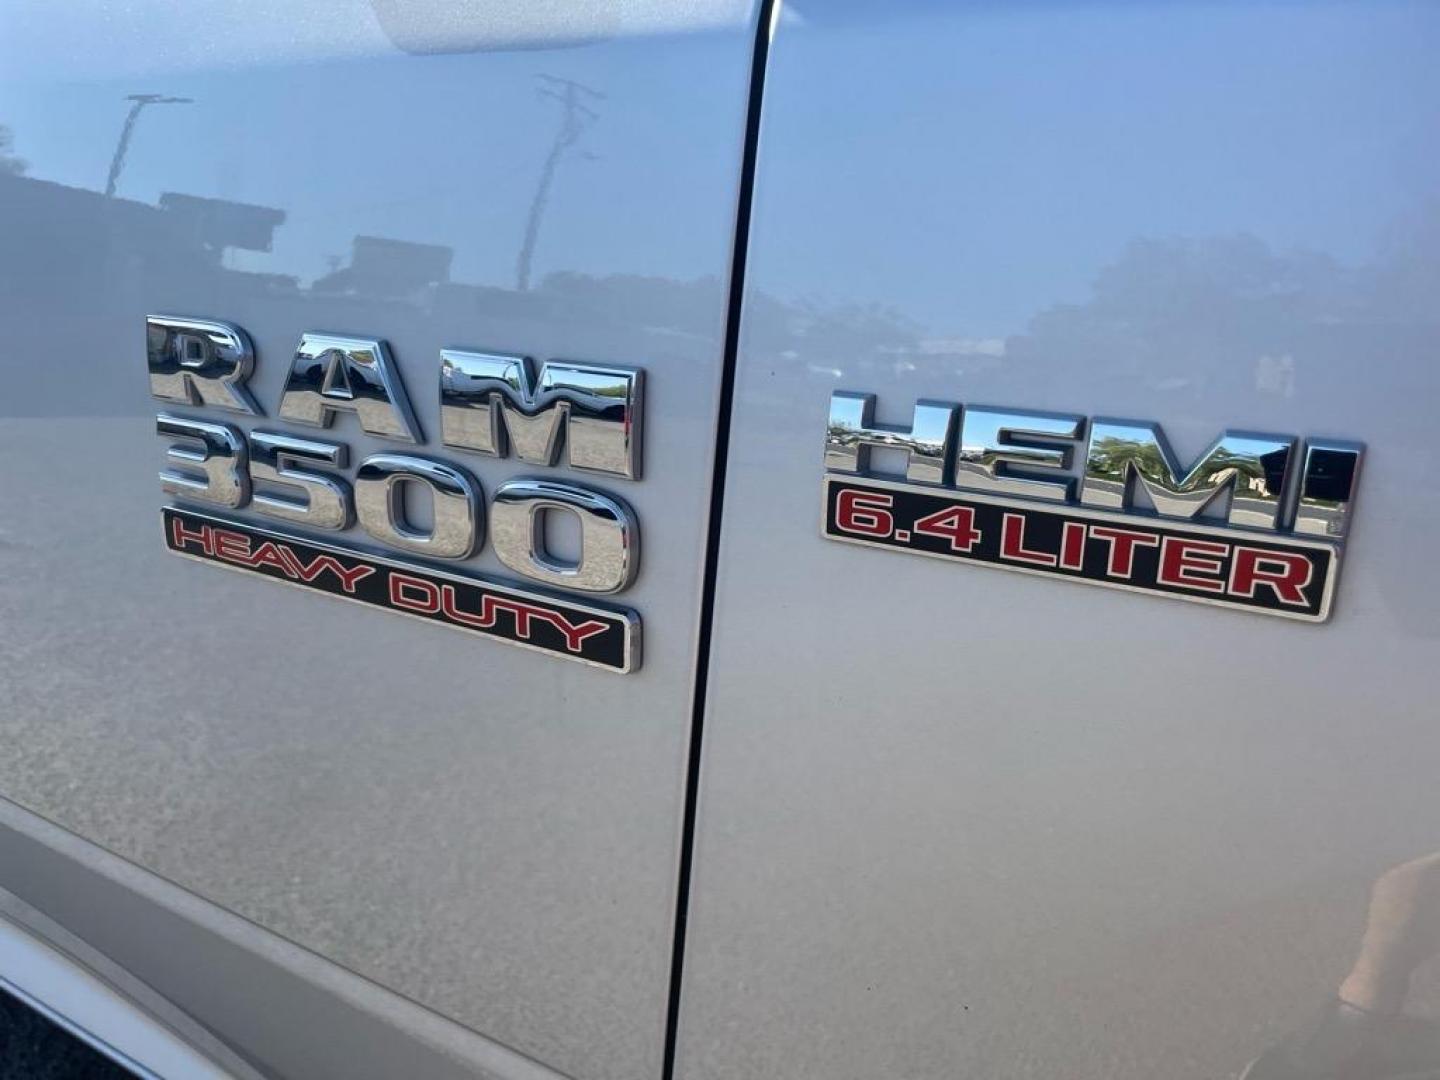 RAM
3500
HEAVY DUTY
HEMI
6.4 LITER